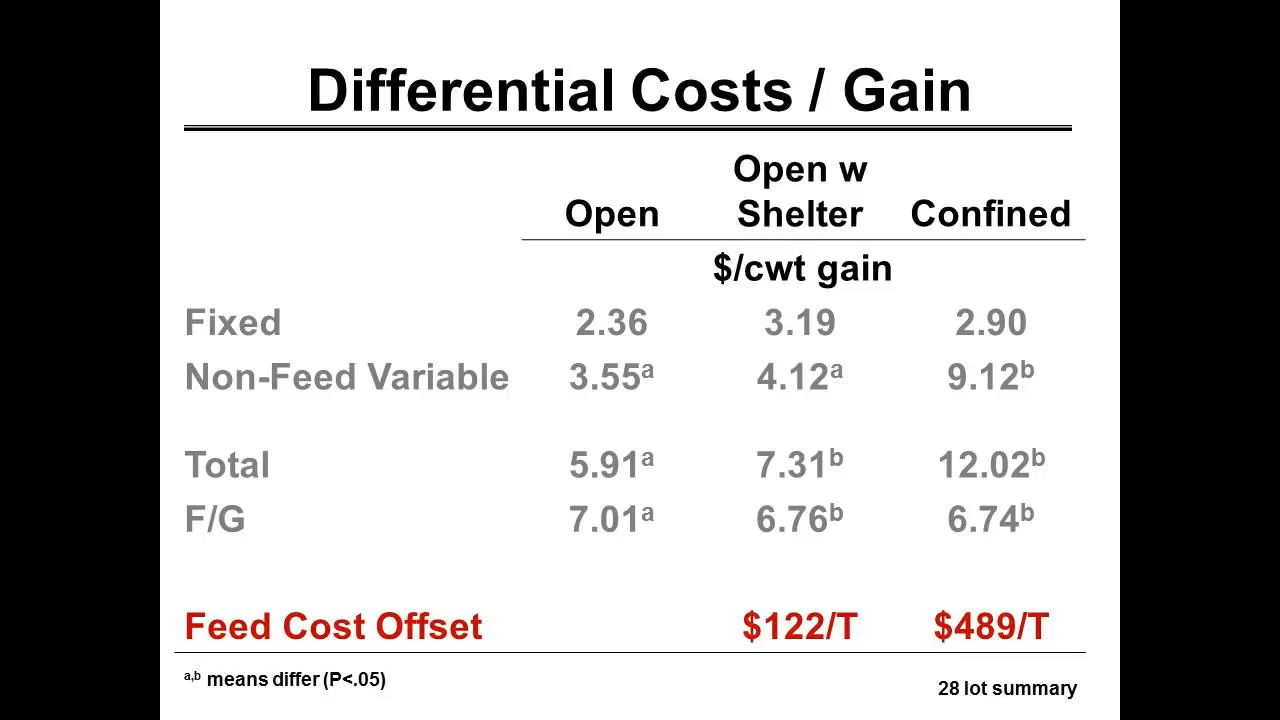 Differential Costs / Gain
Open w
Open Shelter Confined
$/cwt gain
Fixed 2.36 3.19 2.90
Non-Feed Variable 3.55a 4.12a 9.12b
Total 5.91a 7.31b 12.02b
F/G 7.01a 6.76b 6.74b
Feed Cost Offset $122/T $489/T
a,b means differ (P<.05)
28 lot summary